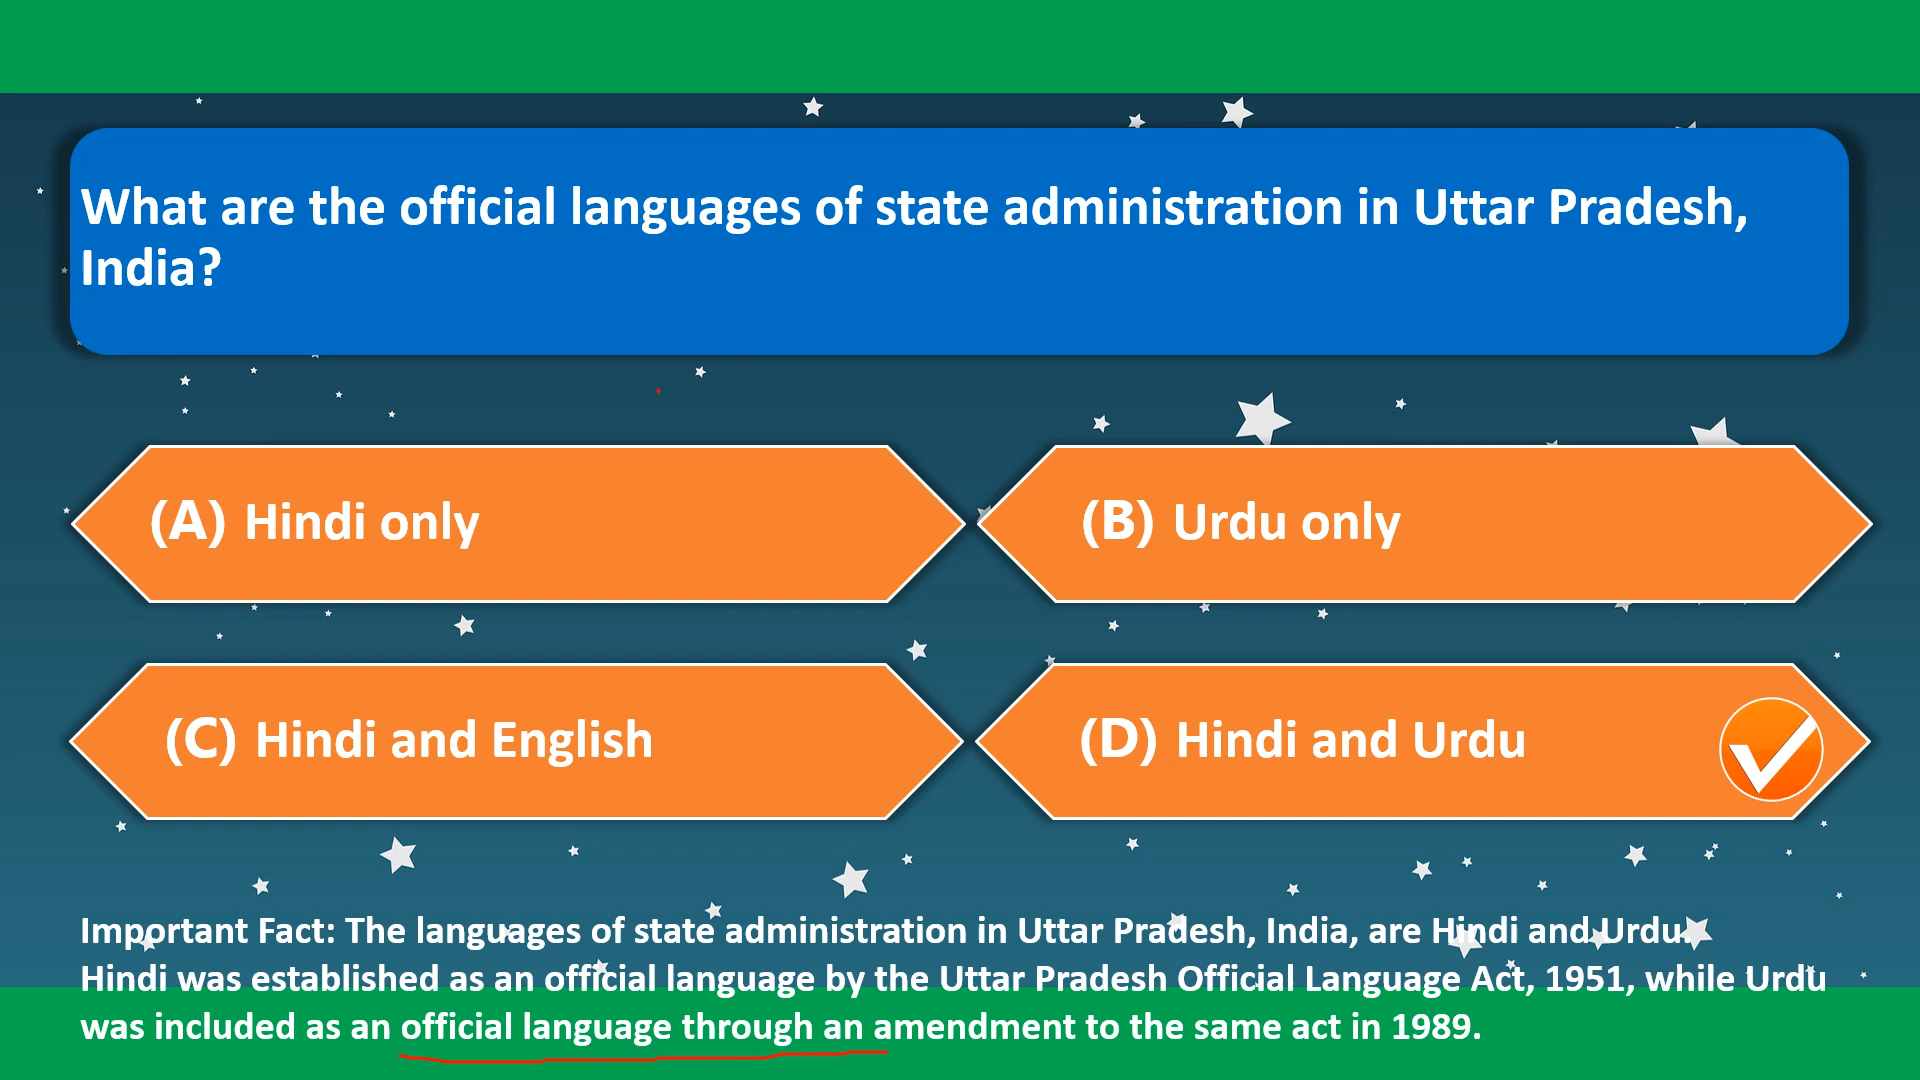 What are the official languages of state administration in Uttar Pradesh,
India?
(A) Hindi only
(B) Urdu only
(C) Hindi and English
(D) Hindi and Urdu
Important Fact: The languages of state administration in Uttar Pradesh, India, are Hindi and Urdu.
Hindi was established as an official language by the Uttar Pradesh Official Language Act, 1951, while Urdu
was included as an official language through an amendment to the same act in 1989.